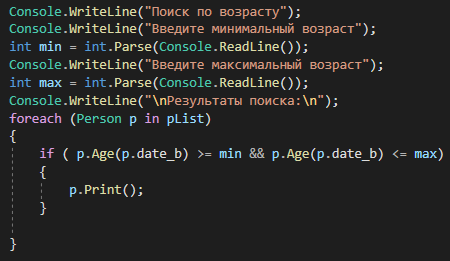 Console.WriteLine("Поиск по возрасту");
Console.WriteLine("Введите минимальный возраст");
int min = int.Parse(Console.ReadLine());
Console.WriteLine("Введите максимальный возраст");
int max = int.Parse(Console.ReadLine());
Console.WriteLine("\nРезультаты поиска:\n");
foreach (Person p in pList)
{
if ( p.Age(p.date_b) >= min && p.Age(p.date_b) <= max)
{
p.Print();
}
}